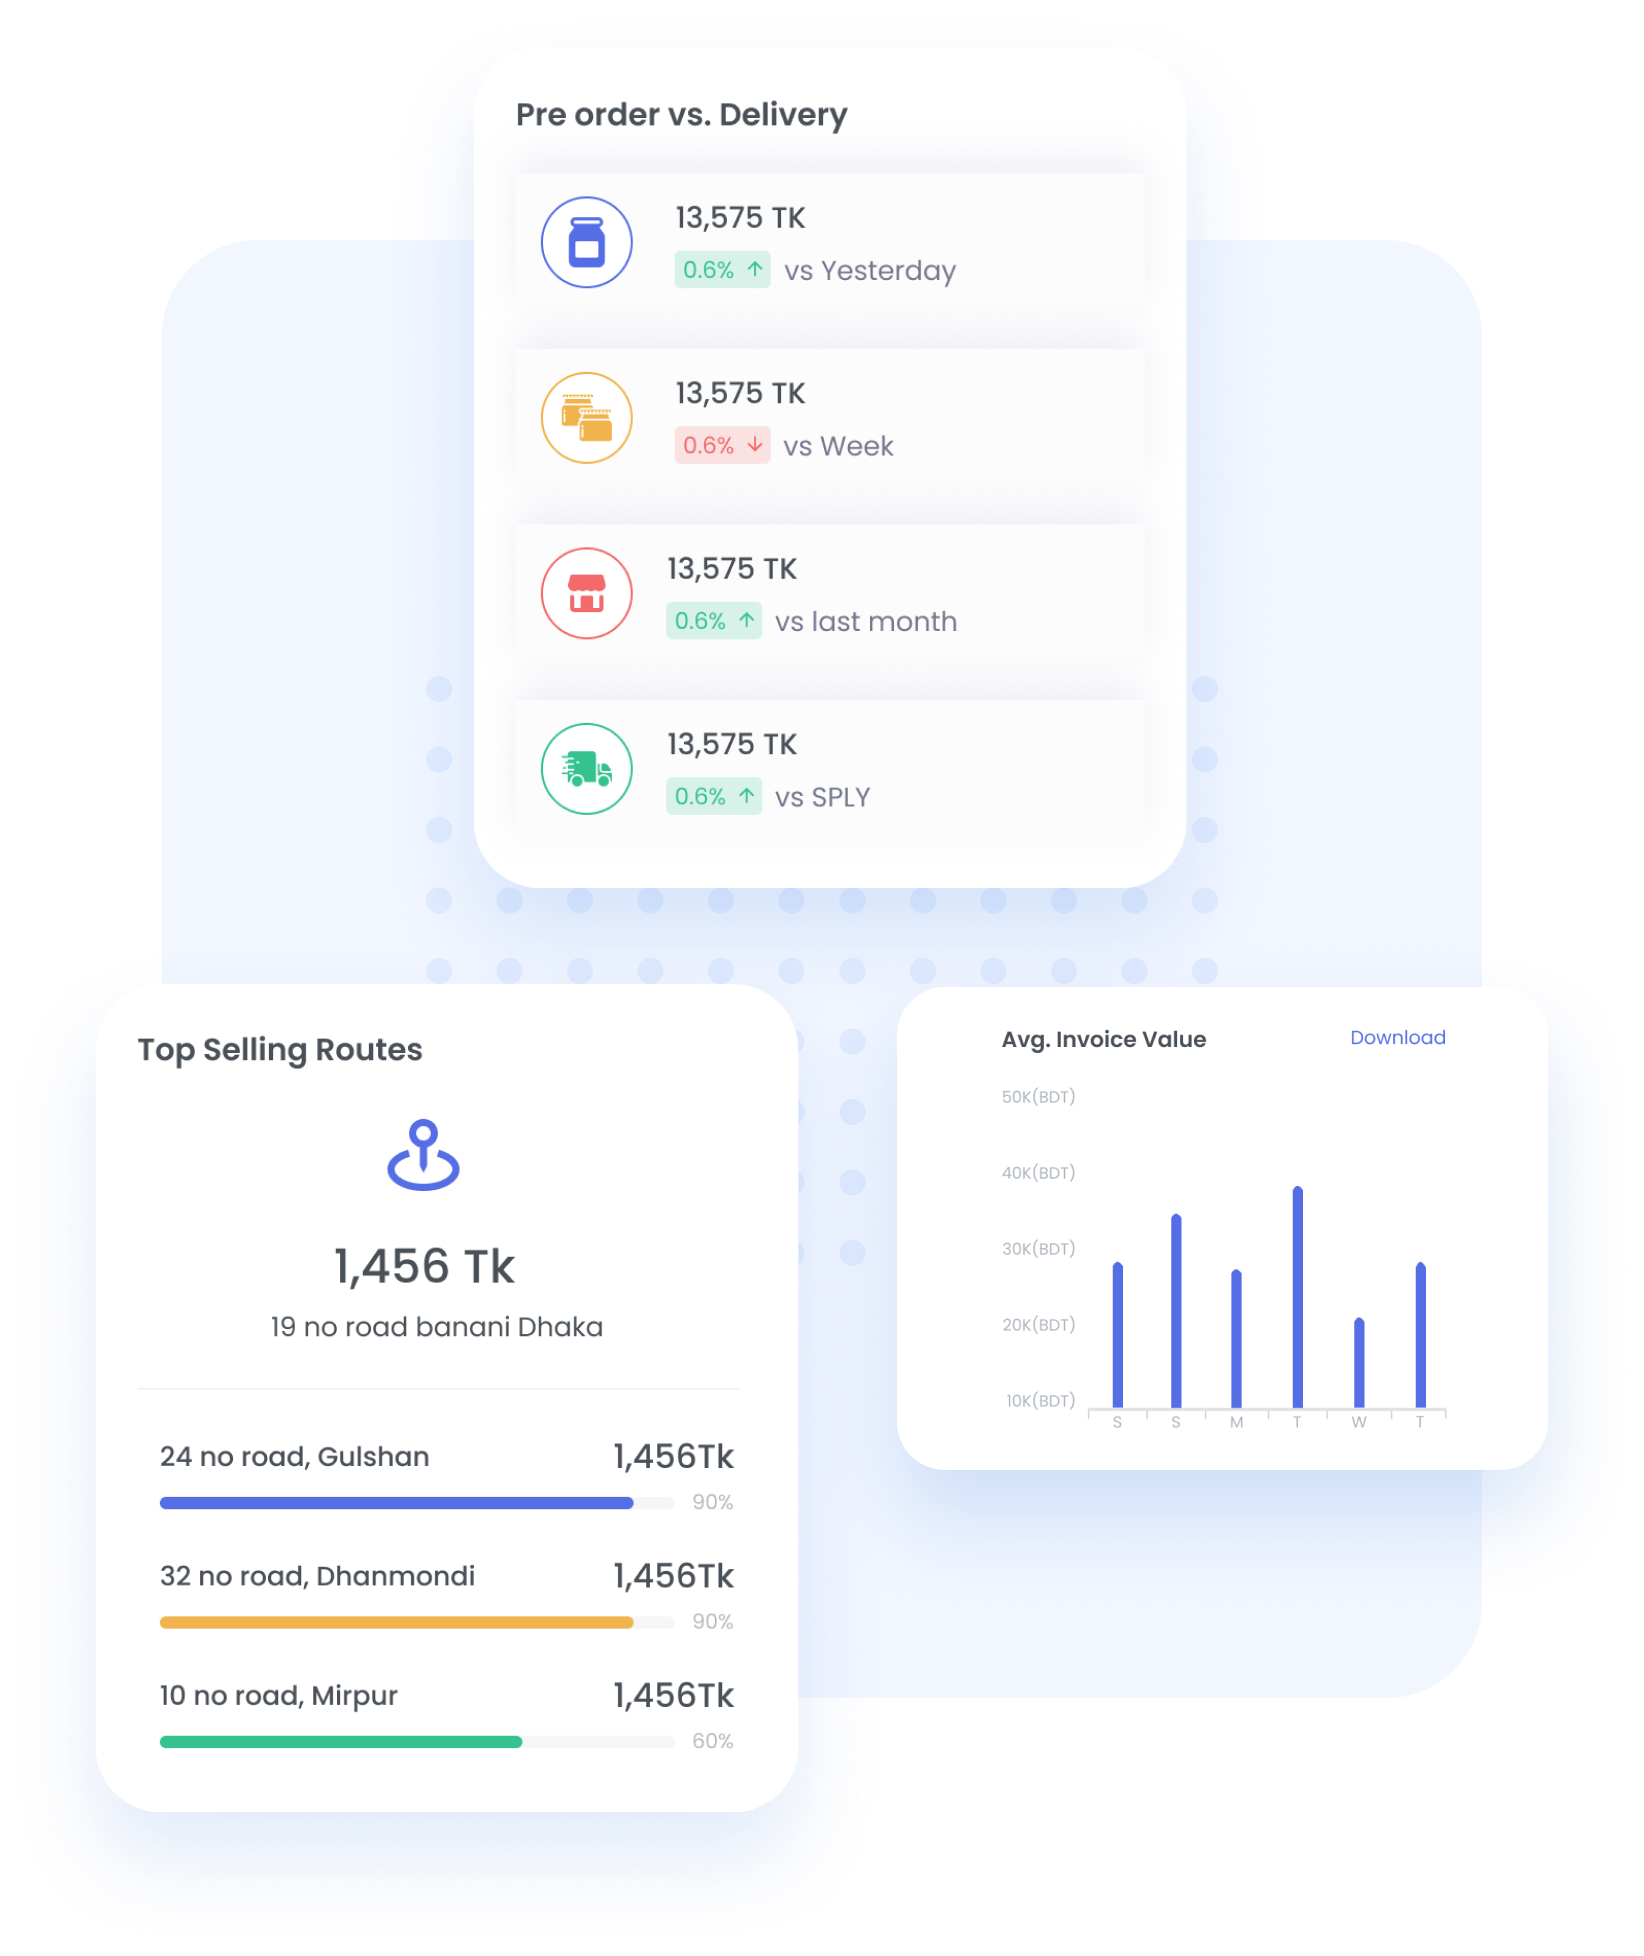 Pre order vs. Delivery
13,575 TK
0.6% ↑ vs Yesterday
13,575 TK
0.6% ↓ vs Week
13,575 TK
0.6% ↑ vs last month
13,575 TK
0.6% ↑ vs SPLY
Top Selling Routes
1,456 Tk
19 no road banani Dhaka
24 no road, Gulshan 1,456Tk
90%
32 no road, Dhanmondi 1,456Tk
90%
10 no road, Mirpur 1,456Tk
60%
Avg. Invoice Value Download
50K(BDT)
40K(BDT)
30K(BDT)
20K(BDT)
10K(BDT)
S S M T W T